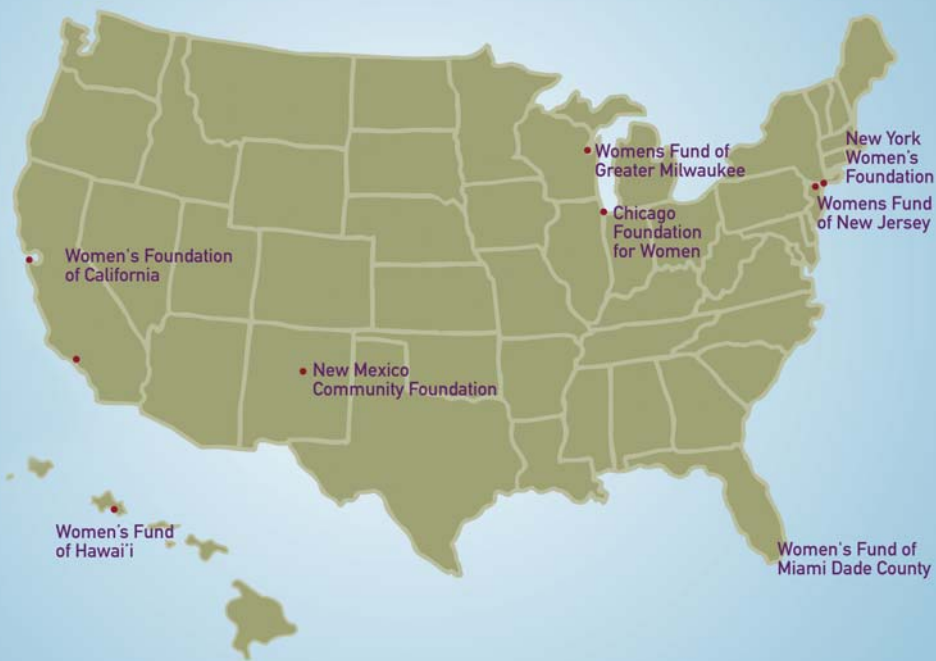 Womens Fund of
Greater Milwaukee
New York
Women's
Foundation
Womens Fund
of New Jersey
Chicago
Foundation
for Women
Women's Foundation
of California
New Mexico
Community Foundation
Women's Fund
of Hawai'i
Women's Fund of
Miami Dade County